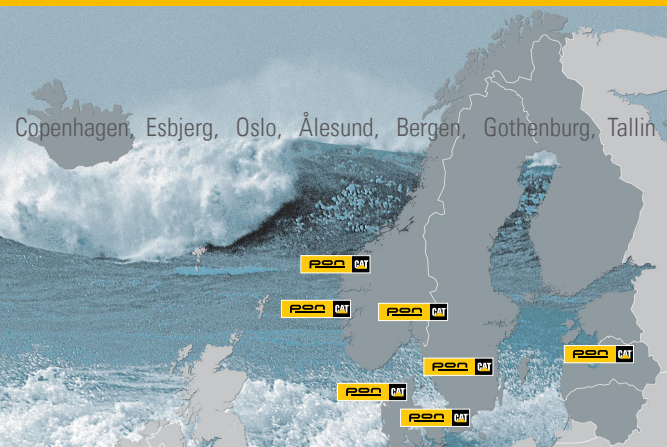 Copenhagen, Esbjerg, Oslo, Ålesund, Bergen, Gothenburg, Tallin
pon CAT
pon CAT
pon CAT
pon CAT
pon CAT
pon CAT
pon CAT